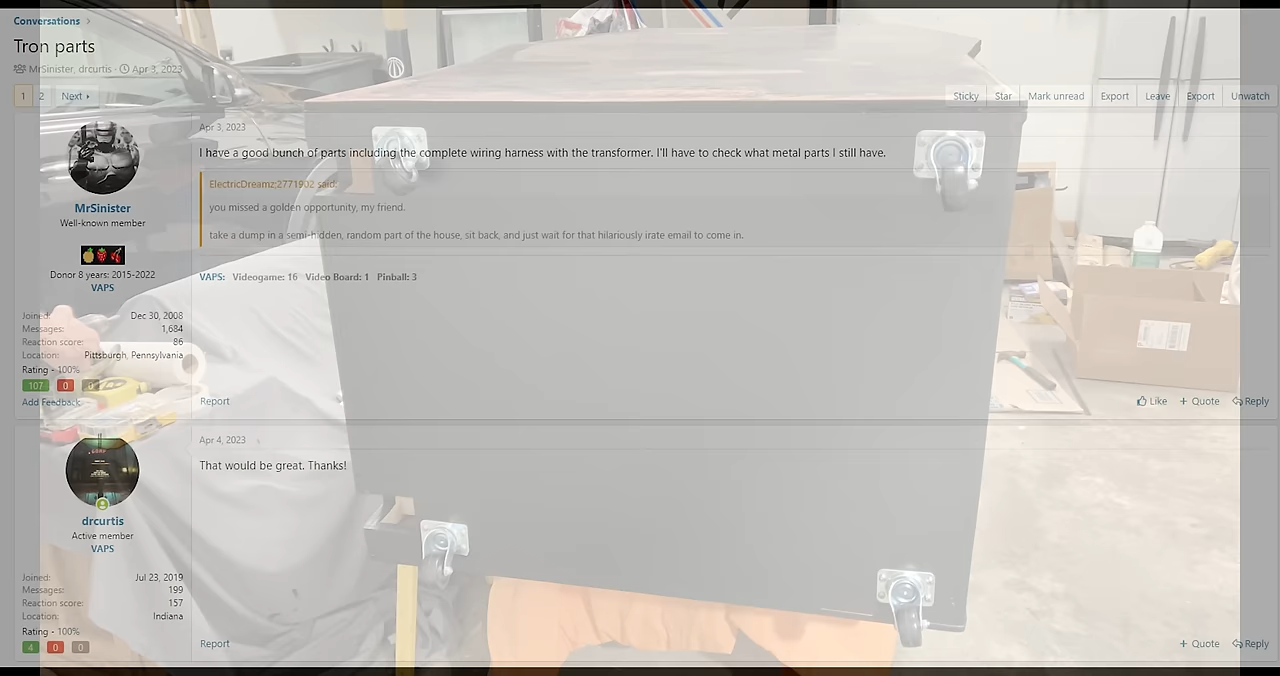 Conversations
Tron parts
MrSinister, drcurtis · Apr 3, 2023
1 2 Next
Sticky Star Mark unread Export Leave Export Unwatch
MrSinister
Well-known member
Donor 8 years: 2015-2022
VAPS
Joined: Dec 30, 2008
Messages: 1,684
Reaction score: 86
Location: Pittsburgh, Pennsylvania
Rating - 100%
107 0 0
Add Feedback
Apr 3, 2023
I have a good bunch of parts including the complete wiring harness with the transformer. I'll have to check what metal parts I still have.
ElectricDreamz;2771902 said:
you missed a golden opportunity, my friend.
take a dump in a semi-hidden, random part of the house, sit back, and just wait for that hilariously irate email to come in.
VAPS: Videogame: 16 Video Board: 1 Pinball: 3
Report
Like + Quote Reply
drcurtis
Active member
VAPS
Joined: Jul 23, 2019
Messages: 199
Reaction score: 157
Location: Indiana
Rating - 100%
4 0 0
Apr 4, 2023
That would be great. Thanks!
Report
+ Quote Reply